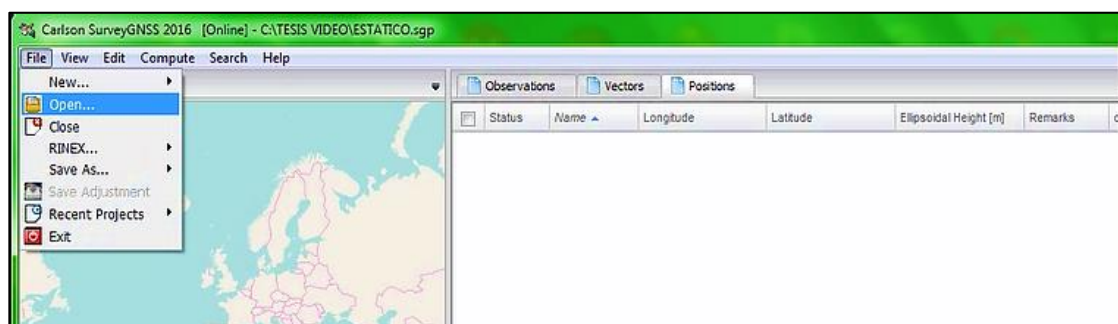 Carlson SurveyGNSS 2016 [Online] - C:\TESIS VIDEO\ESTATICO.sgp
File View Edit Compute Search Help
New...
Open...
Close
RINEX...
Save As...
Save Adjustment
Recent Projects
Exit
Observations Vectors Positions
Status Name Longitude Latitude Ellipsoidal Height [m] Remarks